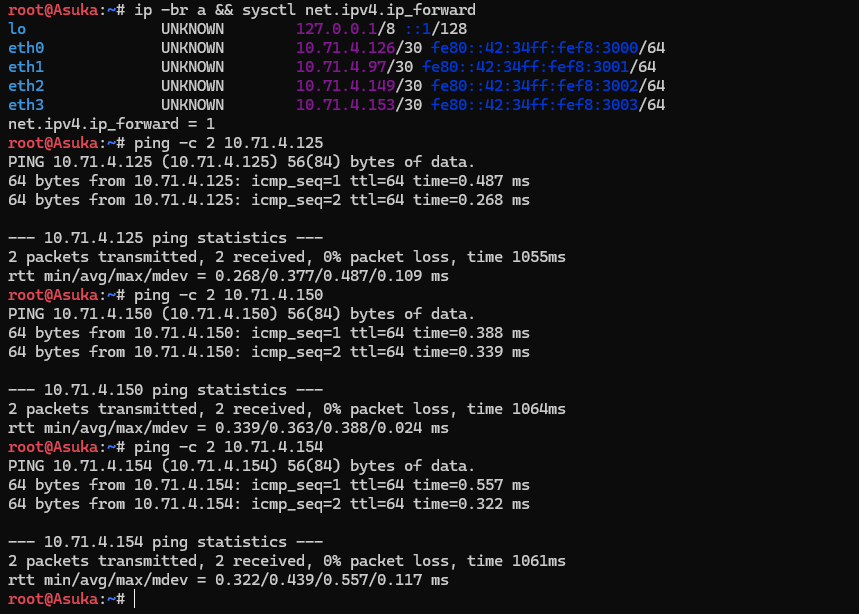 root@Asuka:~# ip -br a && sysctl net.ipv4.ip_forward
lo               UNKNOWN        127.0.0.1/8 ::1/128
eth0             UNKNOWN        10.71.4.126/30 fe80::42:34ff:fef8:3000/64
eth1             UNKNOWN        10.71.4.97/30 fe80::42:34ff:fef8:3001/64
eth2             UNKNOWN        10.71.4.149/30 fe80::42:34ff:fef8:3002/64
eth3             UNKNOWN        10.71.4.153/30 fe80::42:34ff:fef8:3003/64
net.ipv4.ip_forward = 1
root@Asuka:~# ping -c 2 10.71.4.125
PING 10.71.4.125 (10.71.4.125) 56(84) bytes of data.
64 bytes from 10.71.4.125: icmp_seq=1 ttl=64 time=0.487 ms
64 bytes from 10.71.4.125: icmp_seq=2 ttl=64 time=0.268 ms

--- 10.71.4.125 ping statistics ---
2 packets transmitted, 2 received, 0% packet loss, time 1055ms
rtt min/avg/max/mdev = 0.268/0.377/0.487/0.109 ms
root@Asuka:~# ping -c 2 10.71.4.150
PING 10.71.4.150 (10.71.4.150) 56(84) bytes of data.
64 bytes from 10.71.4.150: icmp_seq=1 ttl=64 time=0.388 ms
64 bytes from 10.71.4.150: icmp_seq=2 ttl=64 time=0.339 ms

--- 10.71.4.150 ping statistics ---
2 packets transmitted, 2 received, 0% packet loss, time 1064ms
rtt min/avg/max/mdev = 0.339/0.363/0.388/0.024 ms
root@Asuka:~# ping -c 2 10.71.4.154
PING 10.71.4.154 (10.71.4.154) 56(84) bytes of data.
64 bytes from 10.71.4.154: icmp_seq=1 ttl=64 time=0.557 ms
64 bytes from 10.71.4.154: icmp_seq=2 ttl=64 time=0.322 ms

--- 10.71.4.154 ping statistics ---
2 packets transmitted, 2 received, 0% packet loss, time 1061ms
rtt min/avg/max/mdev = 0.322/0.439/0.557/0.117 ms
root@Asuka:~#